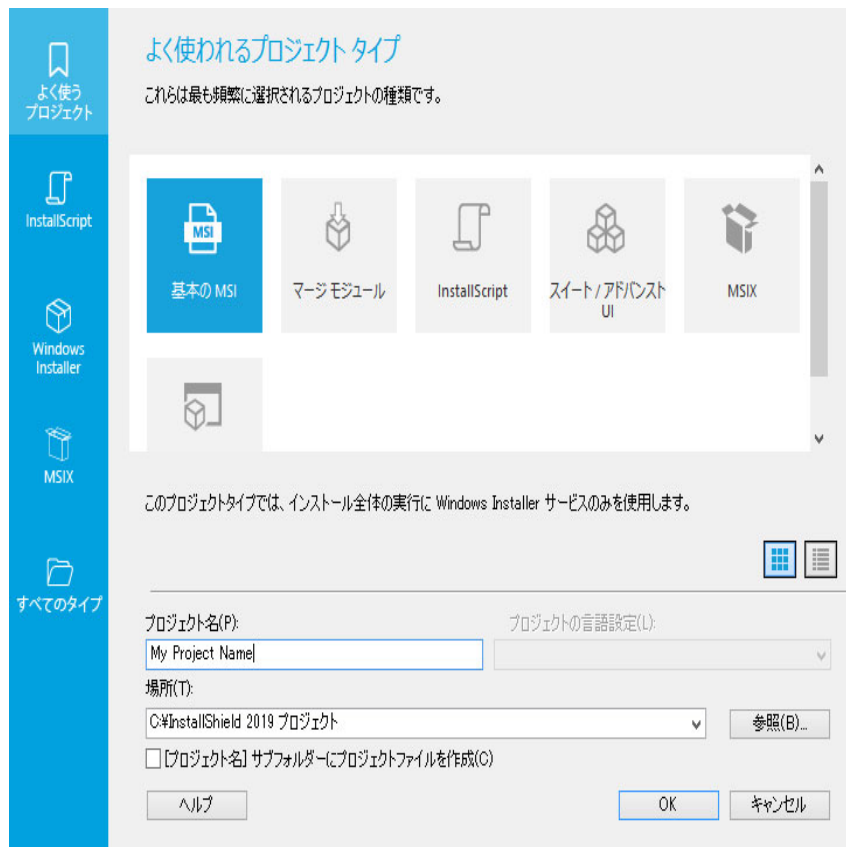 よく使う
プロジェクト
InstallScript
Windows
Installer
MSIX
すべてのタイプ
よく使われるプロジェクト タイプ
これらは最も頻繁に選択されるプロジェクトの種類です。
MSI
基本の MSI
マージ モジュール
InstallScript
スイート / アドバンスト
UI
MSIX
このプロジェクトタイプでは、インストール全体の実行に Windows Installer サービスのみを使用します。
プロジェクト名(P):
プロジェクトの言語設定(L):
My Project Name
場所(T):
C:¥InstallShield 2019 プロジェクト
参照(B)...
[プロジェクト名] サブフォルダーにプロジェクトファイルを作成(C)
ヘルプ
OK
キャンセル